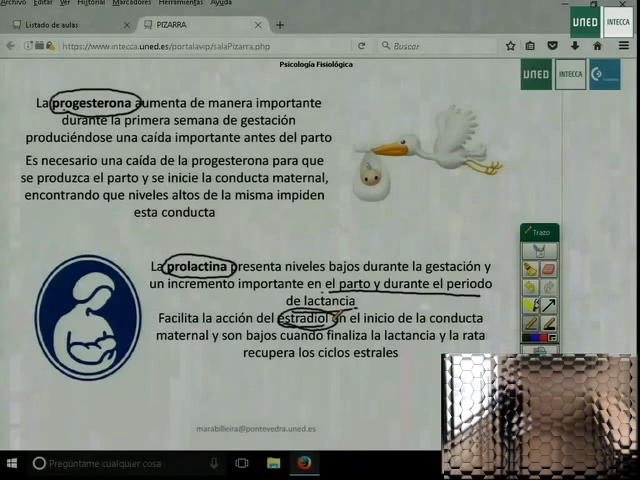 Archivo Editar Ver Historial Marcadores Herramientas Ayuda
Listado de aulas
PIZARRA
https://www.intecca.uned.es/portalavip/salaPizarra.php
Buscar
UNED INTECCA
Psicología Fisiológica
UNED INTECCA
La progesterona aumenta de manera importante
durante la primera semana de gestación
produciéndose una caída importante antes del parto
Es necesario una caída de la progesterona para que
se produzca el parto y se inicie la conducta maternal,
encontrando que niveles altos de la misma impiden
esta conducta
Trazo
La prolactina presenta niveles bajos durante la gestación y
un incremento importante en el parto y durante el periodo
de lactancia
Facilita la acción del estradiol en el inicio de la conducta
maternal y son bajos cuando finaliza la lactancia y la rata
recupera los ciclos estrales
marabilleira@pontevedra.uned.es
Pregúntame cualquier cosa